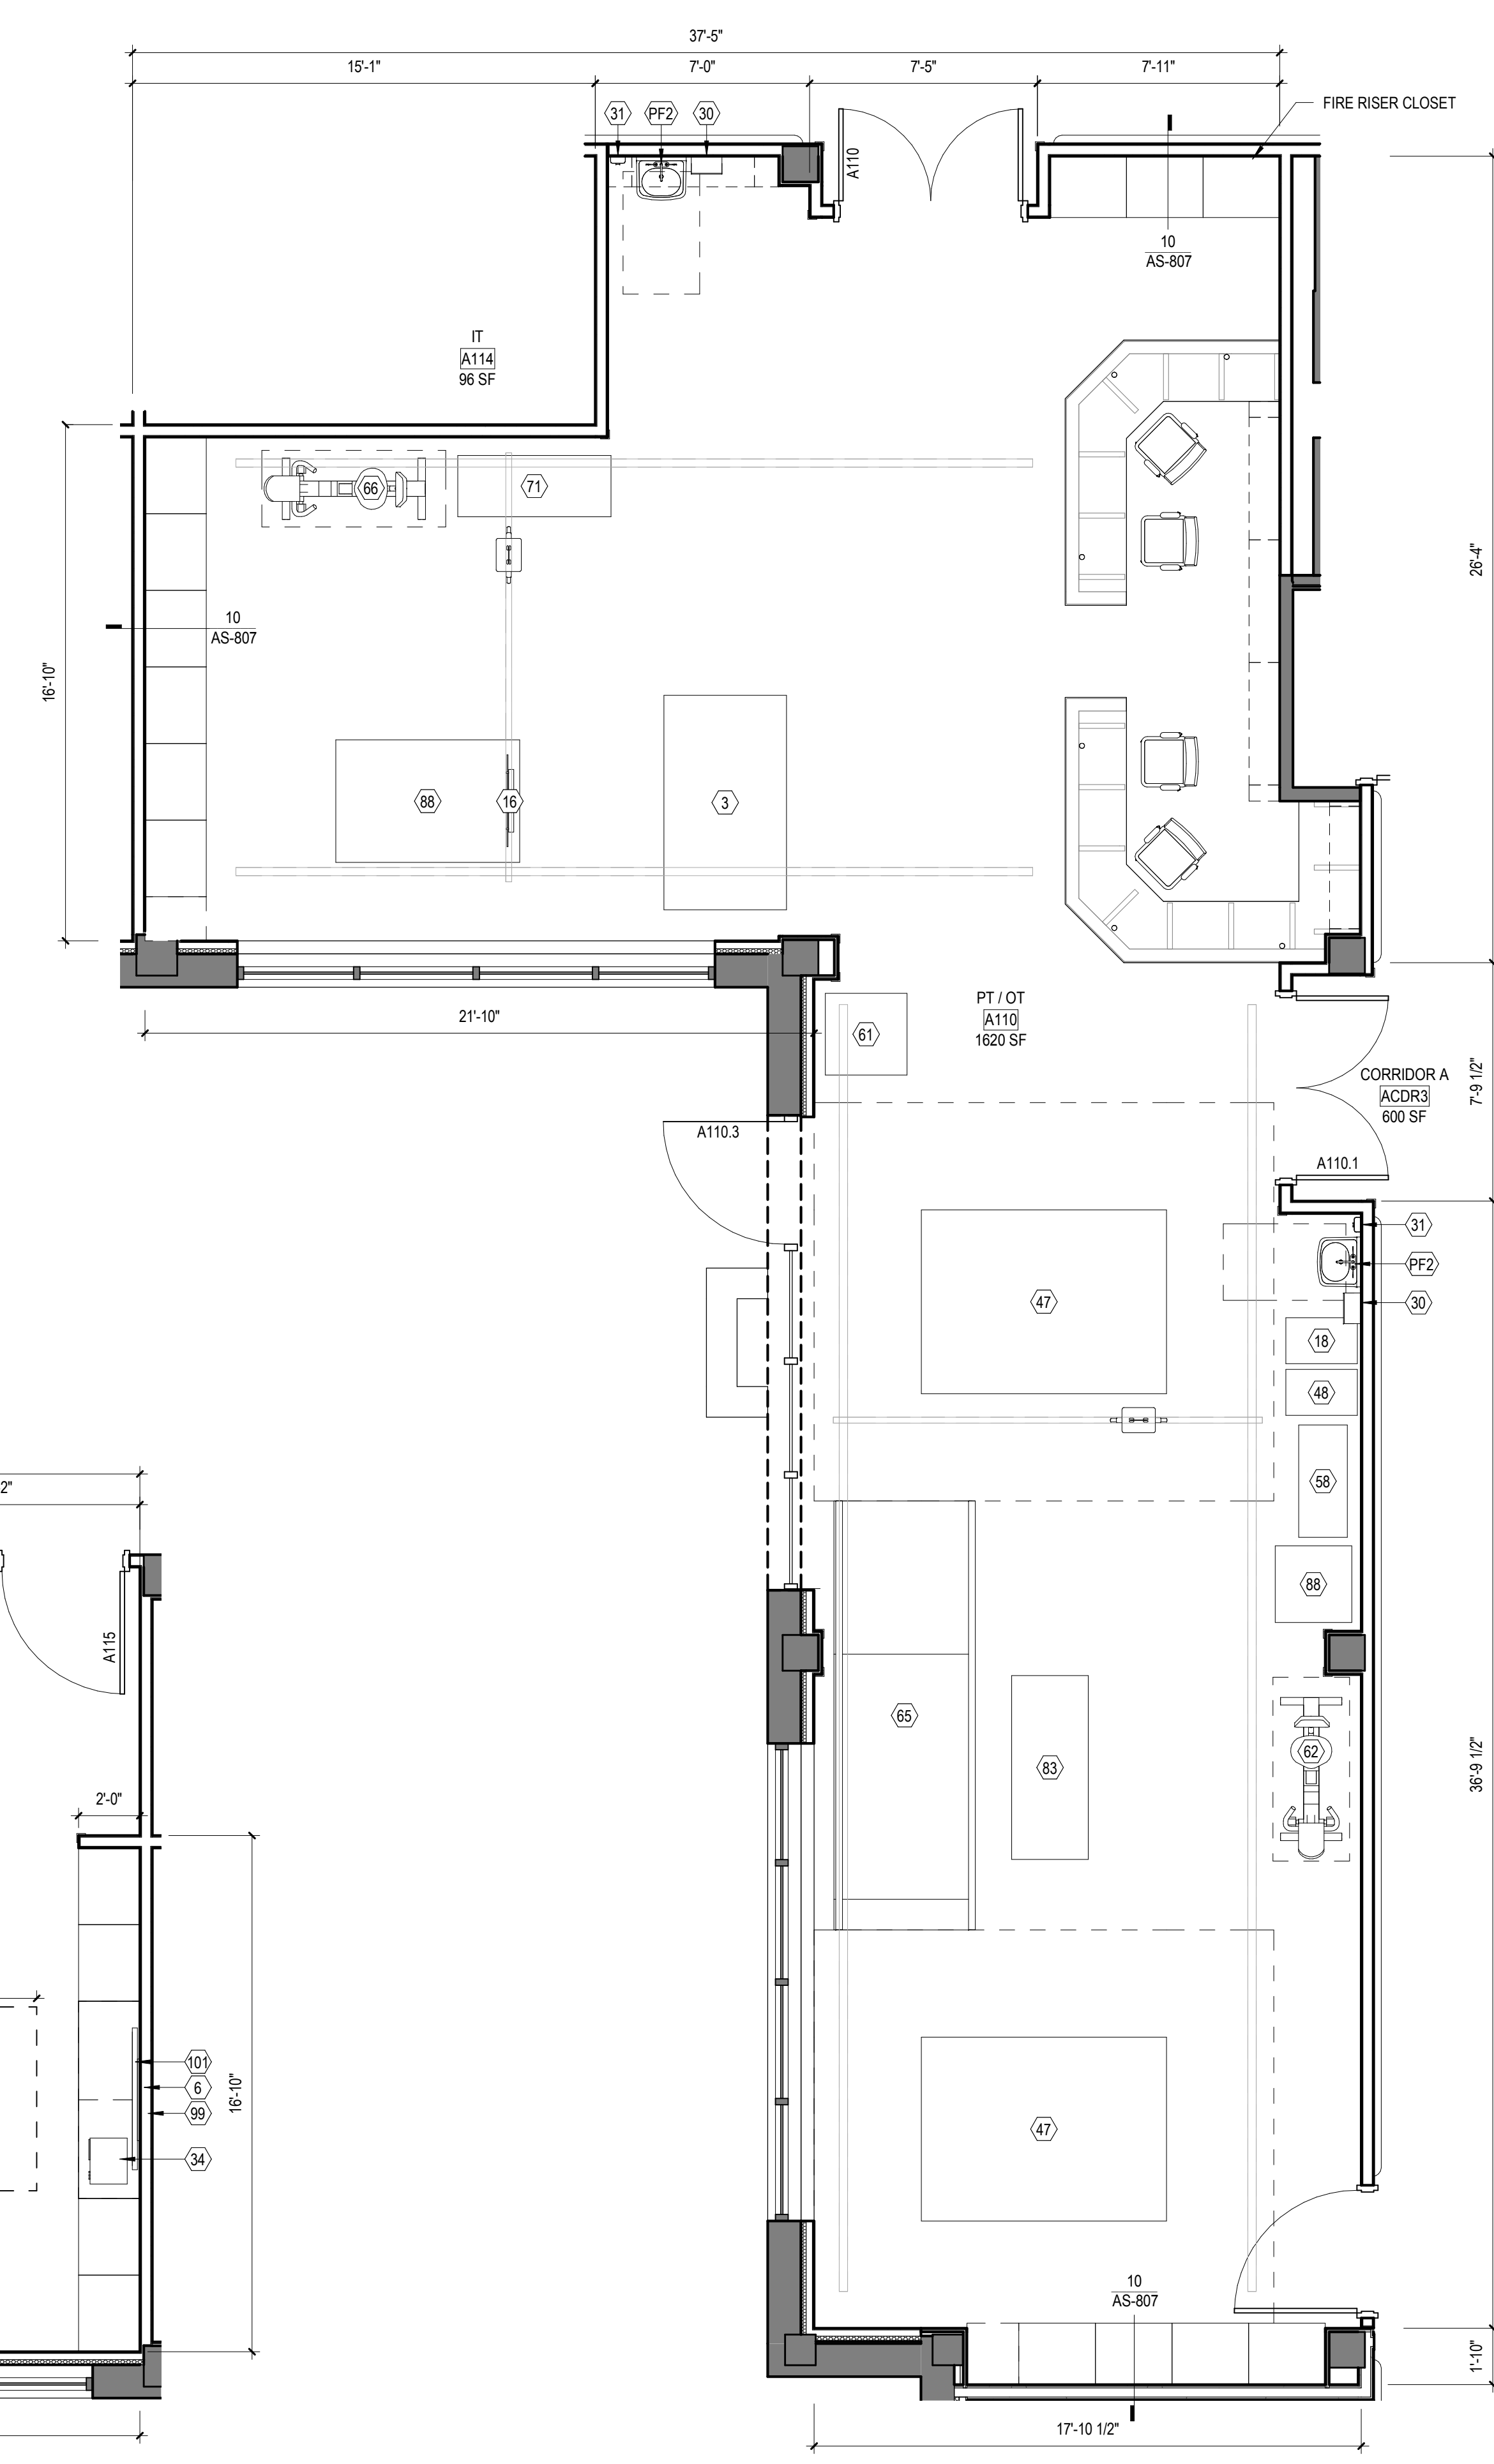 37'-5"
15'-1"
7'-0"
7'-5"
7'-11"
FIRE RISER CLOSET
31
PF2
30
A110
10
AS-807
IT
A114
96 SF
66
71
10
AS-807
16'-10"
26'-4"
88
16
3
21'-10"
61
PT / OT
A110
1620 SF
CORRIDOR A
ACDR3
600 SF
7'-9 1/2"
A110.3
A110.1
31
PF2
30
47
18
48
58
2"
88
A115
65
83
62
36'-9 1/2"
2'-0"
101
6
99
34
16'-10"
47
10
AS-807
1'-10"
17'-10 1/2"